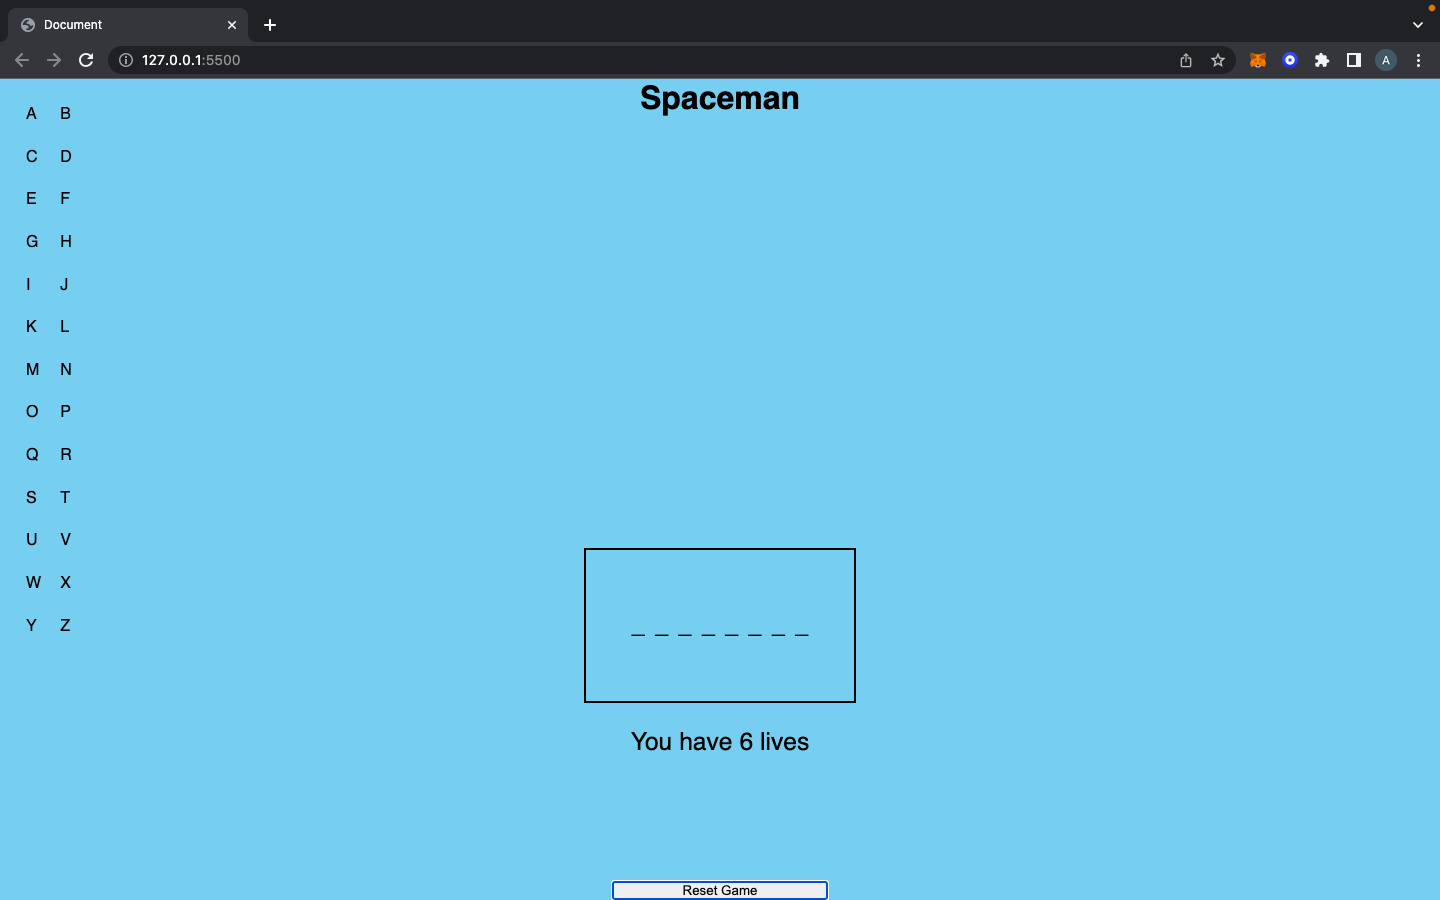 Document
127.0.0.1:5500
A
Spaceman
A B
C D
E F
G H
I J
K L
M N
O P
Q R
S T
U V
W X
Y Z
_ _ _ _ _ _ _ _
You have 6 lives
Reset Game